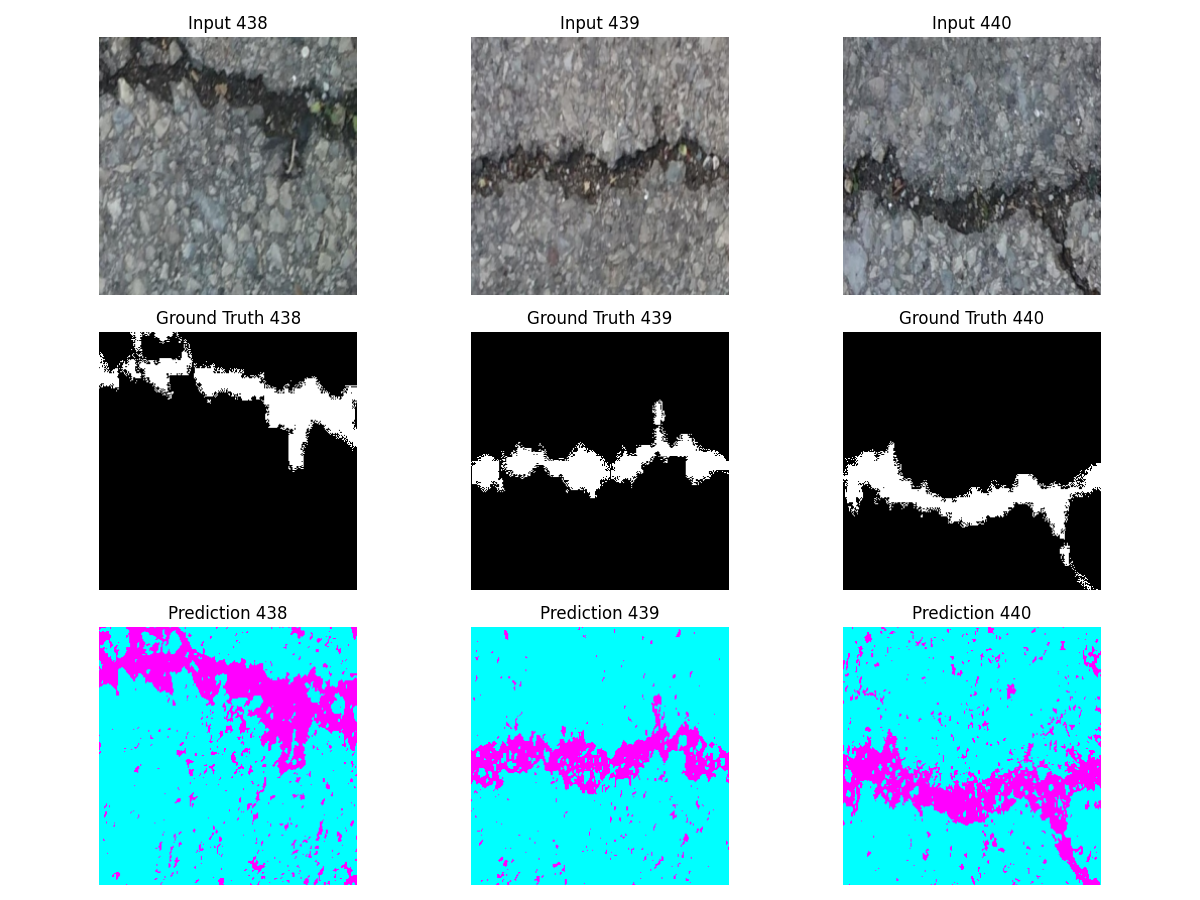 Input 438
Input 439
Input 440
Ground Truth 438
Ground Truth 439
Ground Truth 440
Prediction 438
Prediction 439
Prediction 440